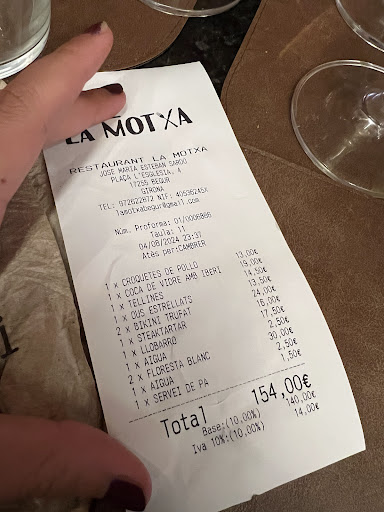 LA MOTXA
RESTAURANT LA MOTXA
JOSE MARIA ESTEBAN SARDO
PLAÇA L'ESGLESIA, 4
17255 BEGUR
GIRONA
TEL: 972622872 NIF: 40536245X
lamotxabegur@gmail.com
Núm. Proforma: 01/0006886
Taula: 11
04/08/2024 23:37
Atès per:CAMBRER
1 x CROQUETES DE POLLO 13,00€
1 x COCA DE VIDRE AMB IBERI 19,00€
1 x TELLINES 14,50€
1 x OUS ESTRELLATS 13,50€
2 x BIKINI TRUFAT 24,00€
1 x STEAKTARTAR 16,00€
1 x LLOBARRO 17,50€
1 x AIGUA 2,50€
2 x FLORESTA BLANC 30,00€
1 x AIGUA 2,50€
1 x SERVEI DE PA 1,50€
Total 154,00€
Base:(10,00%) 140,00€
Iva 10%:(10,00%) 14,00€